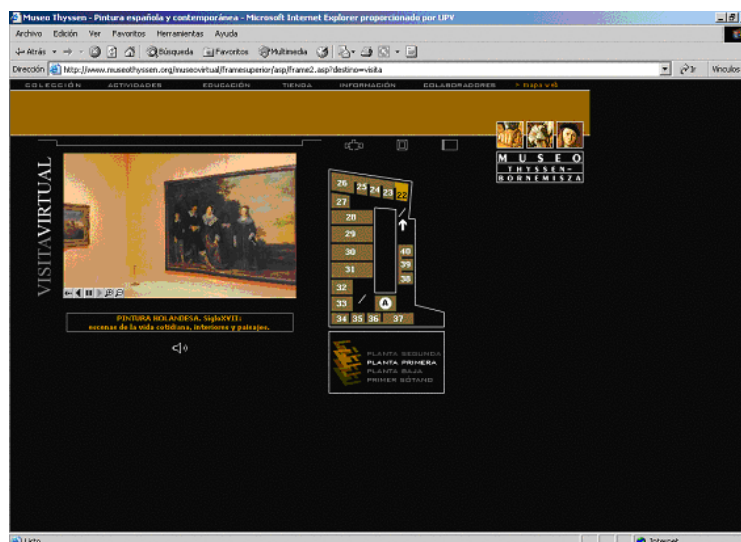 Museo Thyssen - Pintura española y contemporánea - Microsoft Internet Explorer proporcionado por UPV
Archivo Edición Ver Favoritos Herramientas Ayuda
Atrás Búsqueda Favoritos Multimedia
Dirección http://www.museothyssen.org/museovirtual/framesuperior/asp/frame2.asp?destino=visita Ir Vínculos
COLECCIÓN ACTIVIDADES EDUCACIÓN TIENDA INFORMACIÓN COLABORADORES mapa web
MUSEO
THYSSEN-
BORNEMISZA
VISITAVIRTUAL
26 25 24 23 22
27
28
29
30
31
32
33
40
39
38
A
34 35 36 37
PINTURA HOLANDESA. SigloXVII:
escenas de la vida cotidiana, interiores y paisajes.
PLANTA SEGUNDA
PLANTA PRIMERA
PLANTA BAJA
PRIMER SÓTANO
Listo Internet